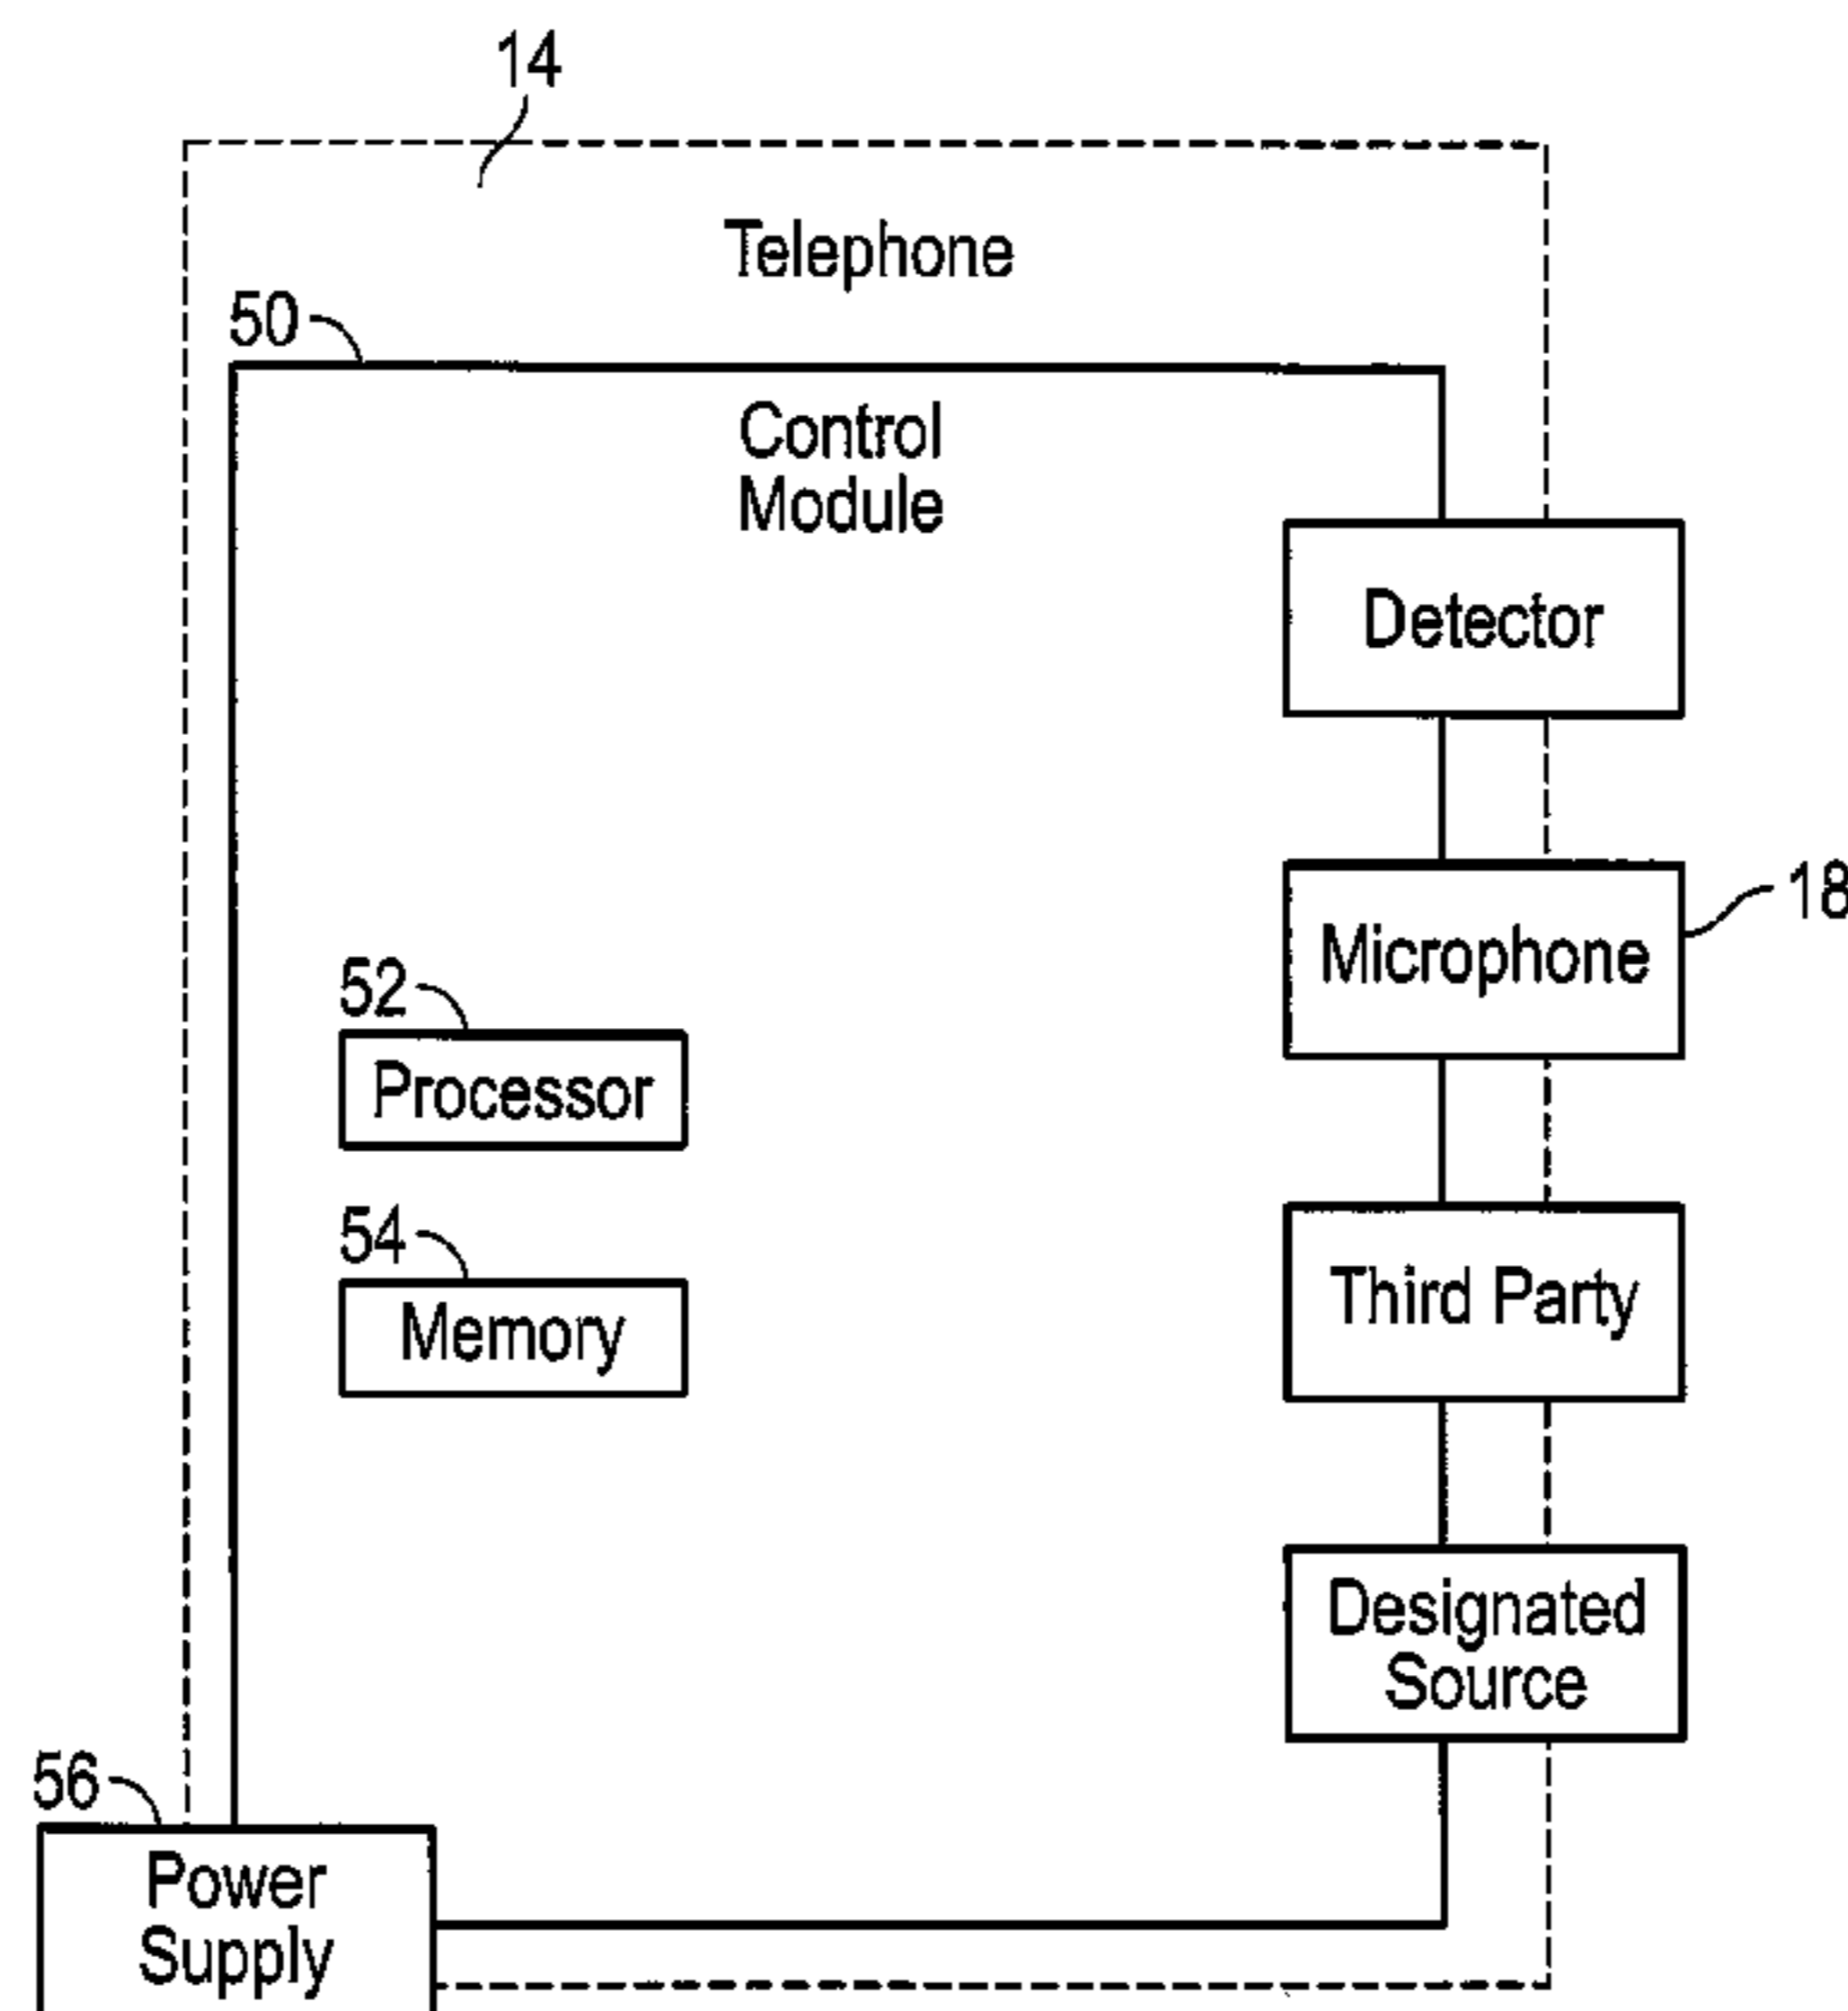 14
Telephone
50
Control
Module
Detector
Microphone
18
52
Processor
54
Memory
Third Party
Designated
Source
56
Power
Supply